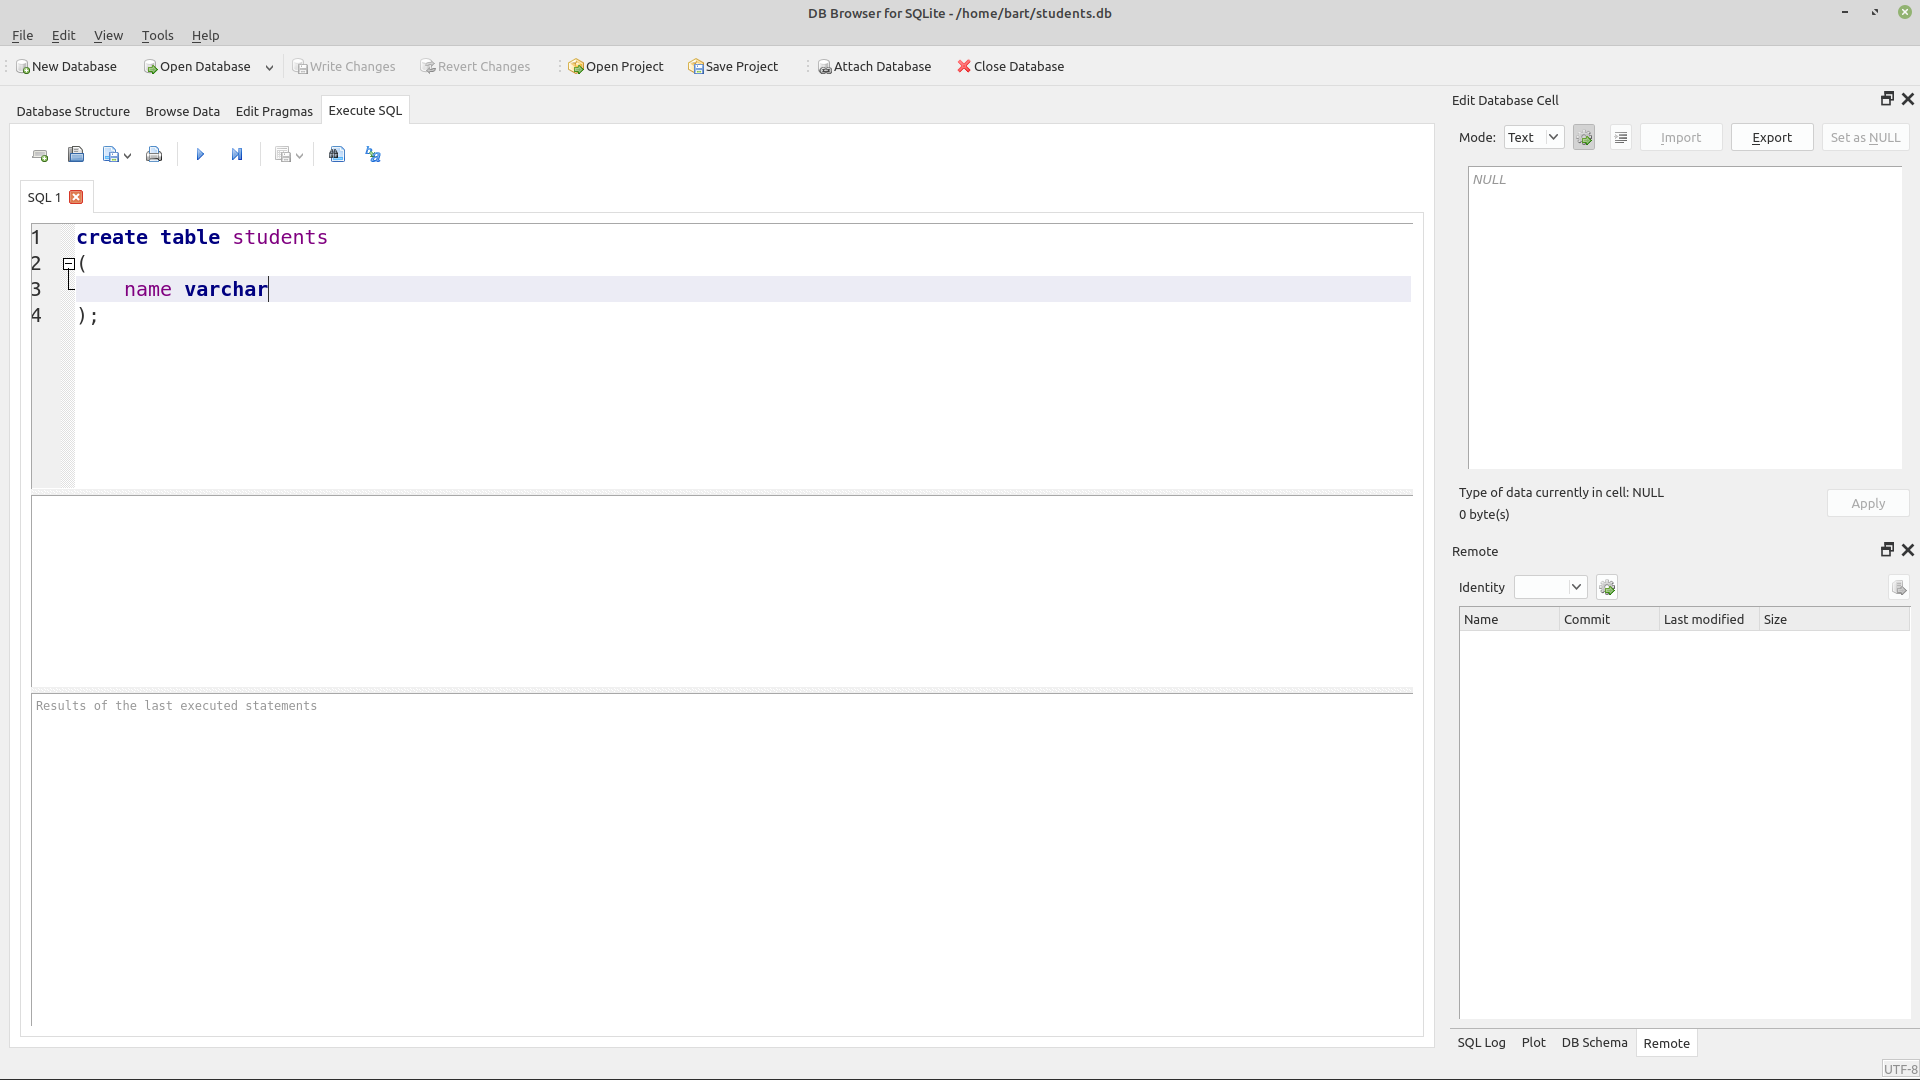 DB Browser for SQLite - /home/bart/students.db
File Edit View Tools Help
New Database Open Database Write Changes Revert Changes Open Project Save Project Attach Database Close Database
Database Structure Browse Data Edit Pragmas Execute SQL
SQL 1
1 create table students
2 (
3 name varchar
4 );
Results of the last executed statements
Edit Database Cell
Mode: Text Import Export Set as NULL
NULL
Type of data currently in cell: NULL
0 byte(s)
Apply
Remote
Identity
Name Commit Last modified Size
SQL Log Plot DB Schema Remote
UTF-8